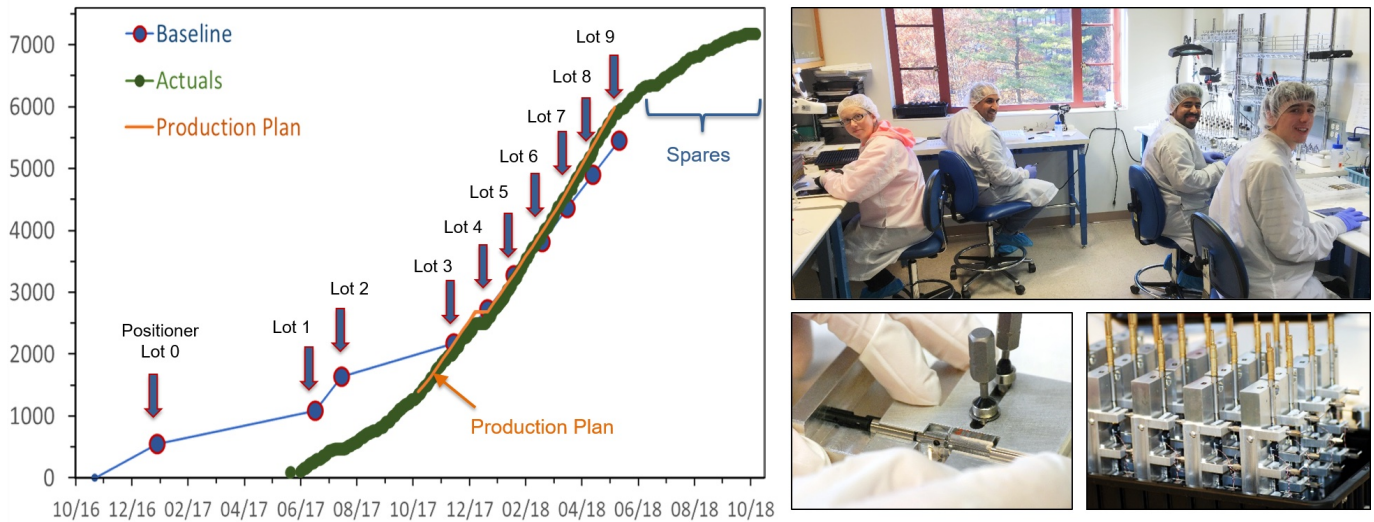 Baseline
Actuals
Production Plan
7000
6000
5000
4000
3000
2000
1000
0
Positioner
Lot 0
Lot 1
Lot 2
Lot 3
Lot 4
Lot 5
Lot 6
Lot 7
Lot 8
Lot 9
Spares
Production Plan
10/16 12/16 02/17 04/17 06/17 08/17 10/17 12/17 02/18 04/18 06/18 08/18 10/18